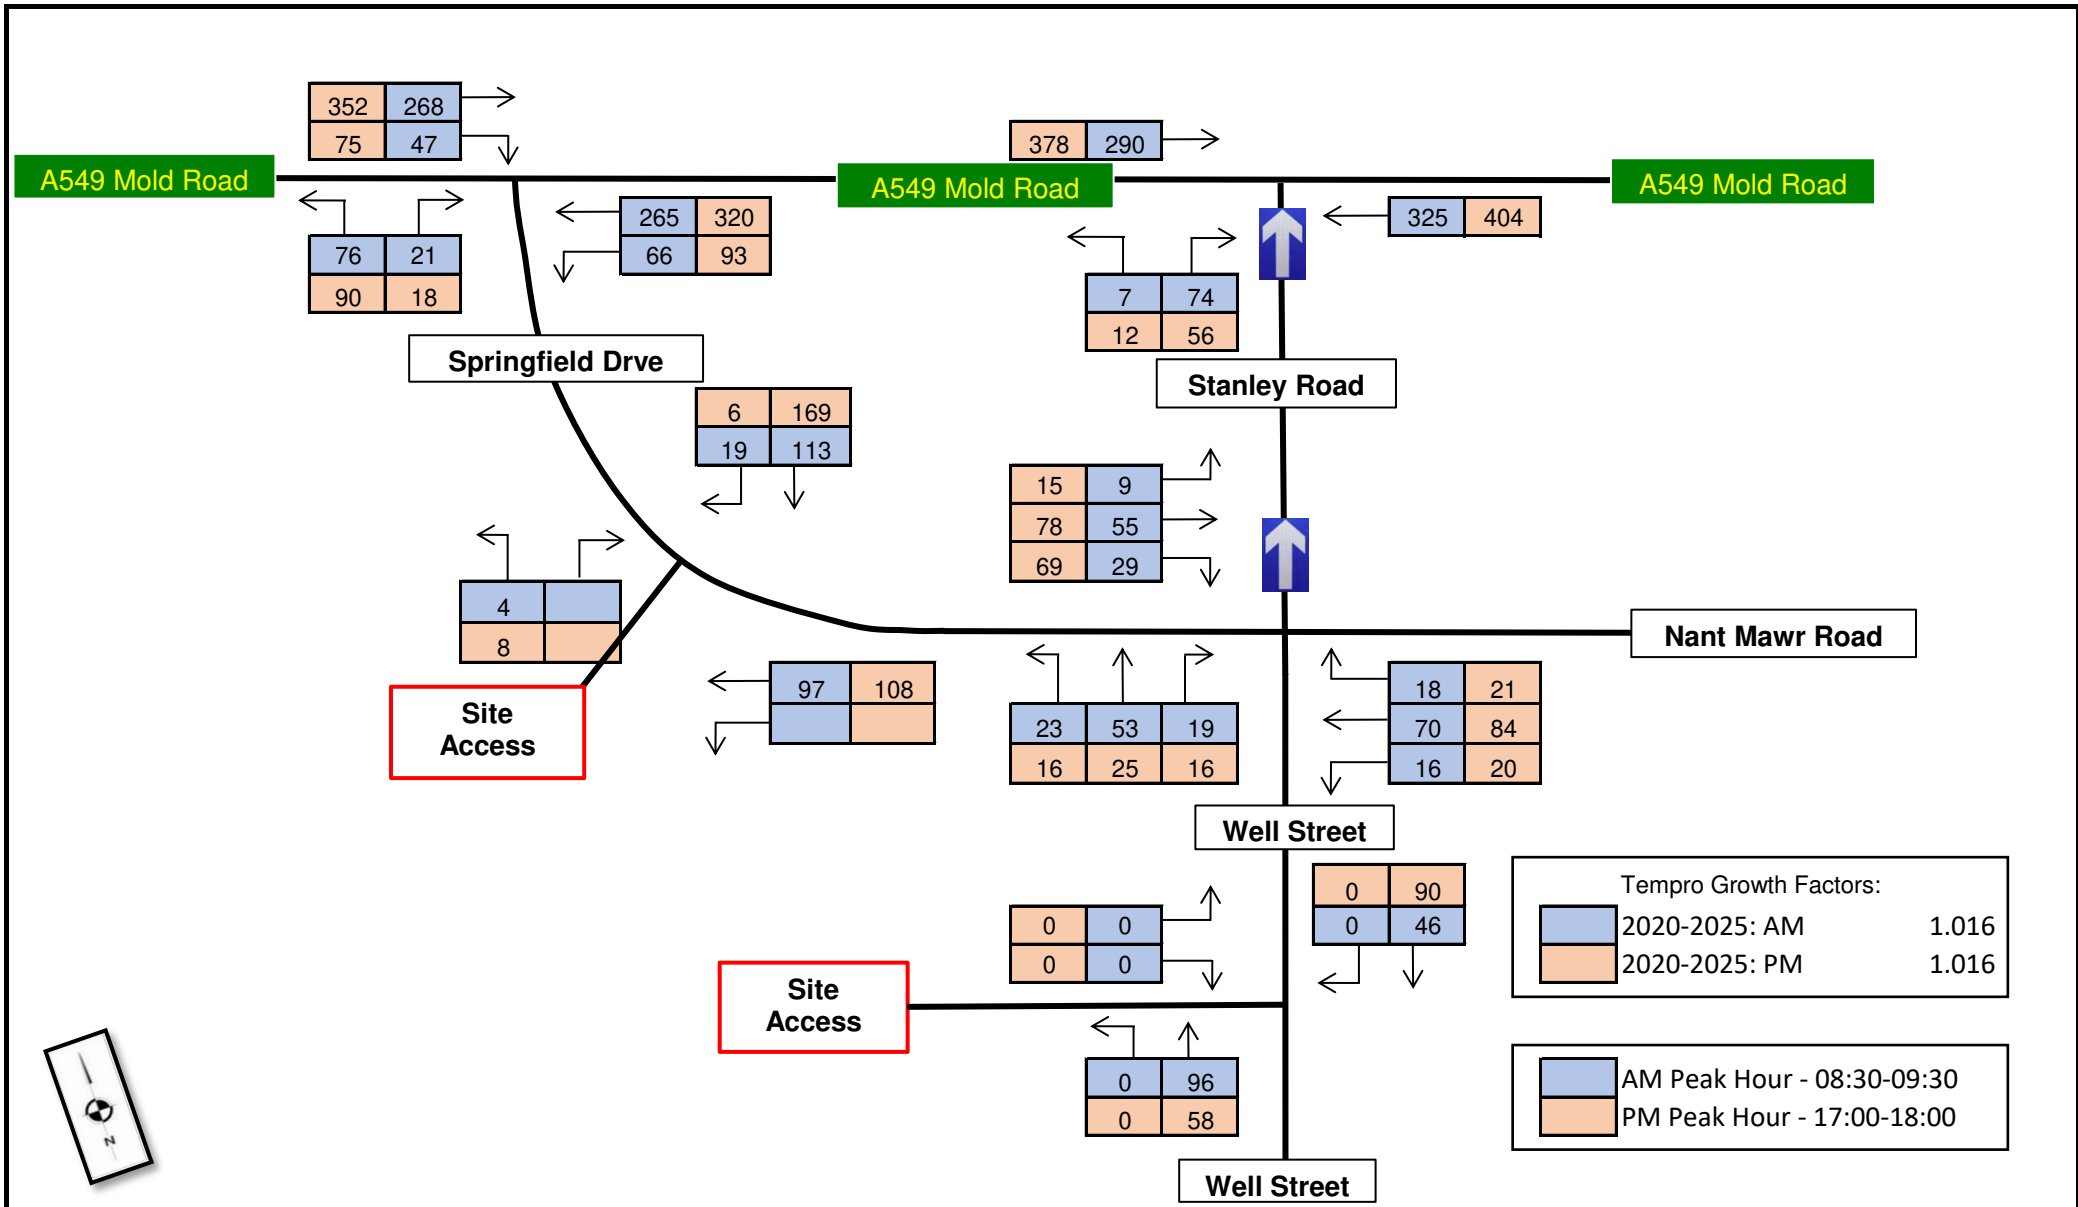 352 268
75 47
378 290
A549 Mold Road
A549 Mold Road
A549 Mold Road
265 320
66 93
325 404
76 21
90 18
7 74
12 56
Springfield Drve
Stanley Road
6 169
19 113
15 9
78 55
69 29
4
8
Nant Mawr Road
97 108
18 21
70 84
16 20
23 53 19
16 25 16
Site
Access
Well Street
0 90
0 46
Tempro Growth Factors:
2020-2025: AM 1.016
2020-2025: PM 1.016
0 0
0 0
Site
Access
0 96
0 58
AM Peak Hour - 08:30-09:30
PM Peak Hour - 17:00-18:00
N
Well Street